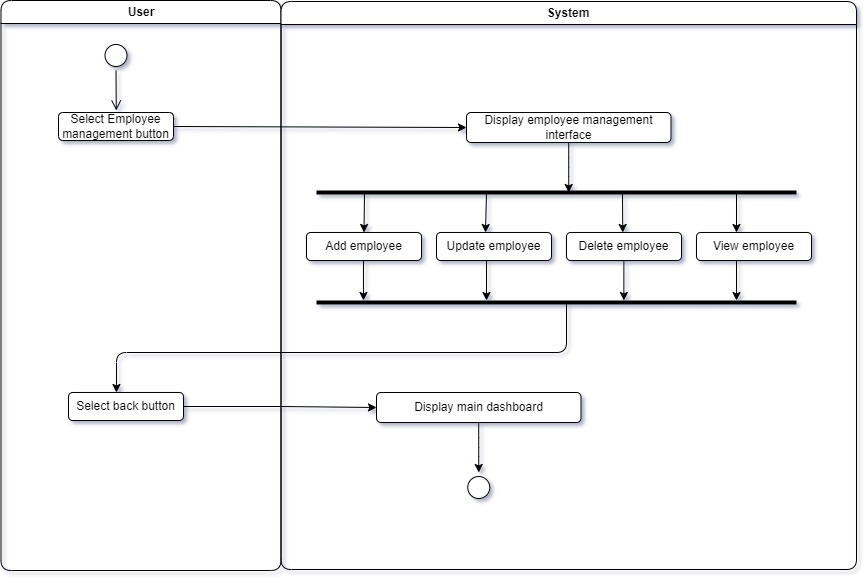 User
System
Select Employee
management button
Display employee management
interface
Add employee
Update employee
Delete employee
View employee
Select back button
Display main dashboard